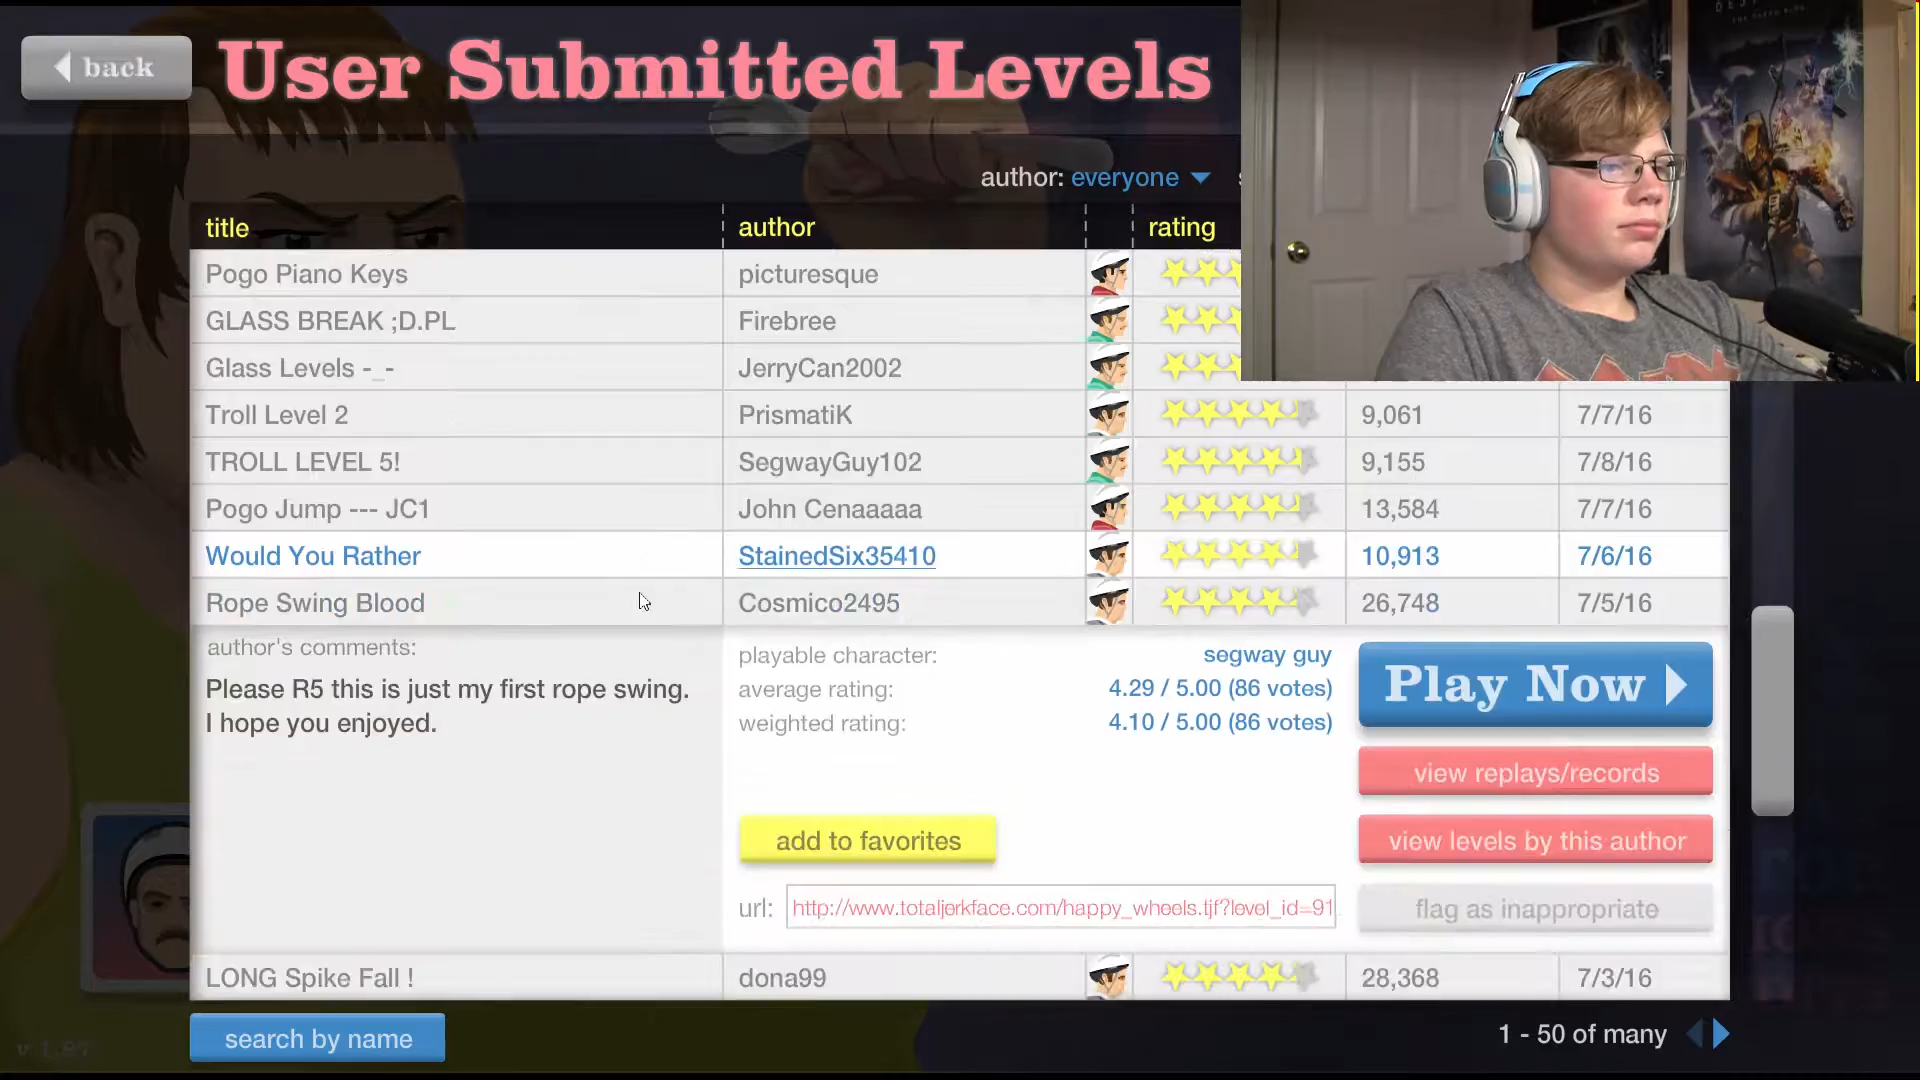 back
User Submitted Levels
author: everyone
title author rating
Pogo Piano Keys picturesque
GLASS BREAK ;D.PL Firebree
Glass Levels -_- JerryCan2002
Troll Level 2 PrismatiK 9,061 7/7/16
TROLL LEVEL 5! SegwayGuy102 9,155 7/8/16
Pogo Jump --- JC1 John Cenaaaaa 13,584 7/7/16
Would You Rather StainedSix35410 10,913 7/6/16
Rope Swing Blood Cosmico2495 26,748 7/5/16
author's comments:
Please R5 this is just my first rope swing.
I hope you enjoyed.
playable character: segway guy
average rating: 4.29 / 5.00 (86 votes)
weighted rating: 4.10 / 5.00 (86 votes)
Play Now
view replays/records
add to favorites
view levels by this author
url: http://www.totaljerkface.com/happy_wheels.tjf?level_id=91
flag as inappropriate
LONG Spike Fall ! dona99 28,368 7/3/16
search by name
1 - 50 of many
v 1.87